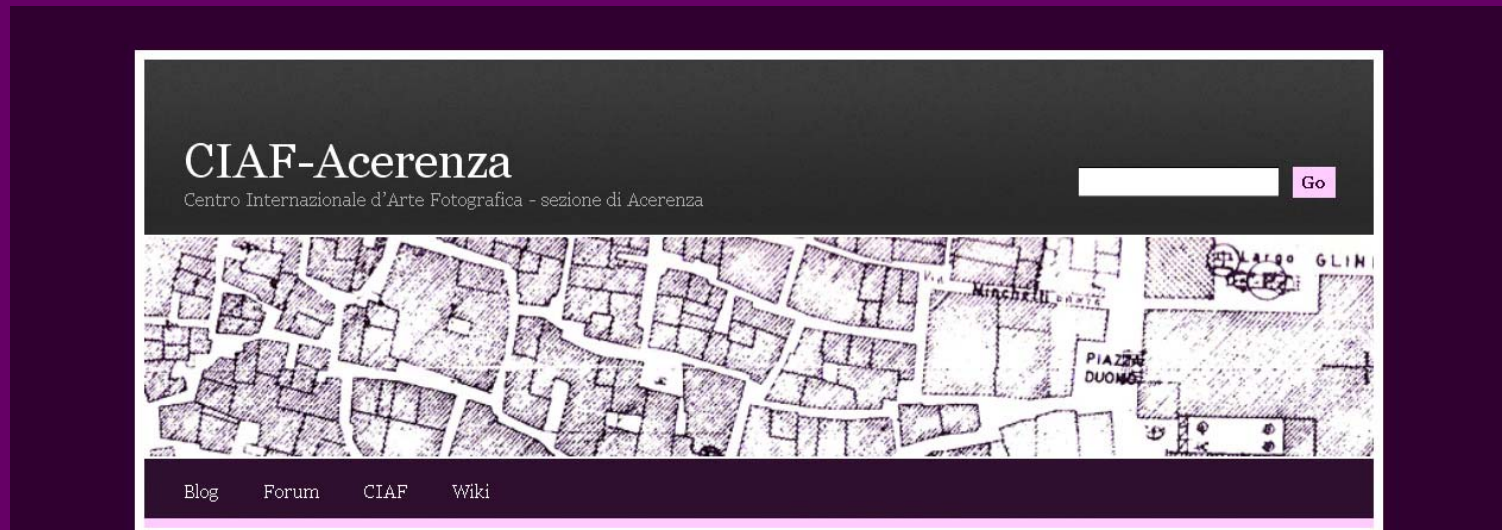 CIAF-Acerenza
Centro Internazionale d'Arte Fotografica - sezione di Acerenza
Go
Largo GLINI
Via
Ninchelli
PIAZZA
DUOMO
Blog Forum CIAF Wiki